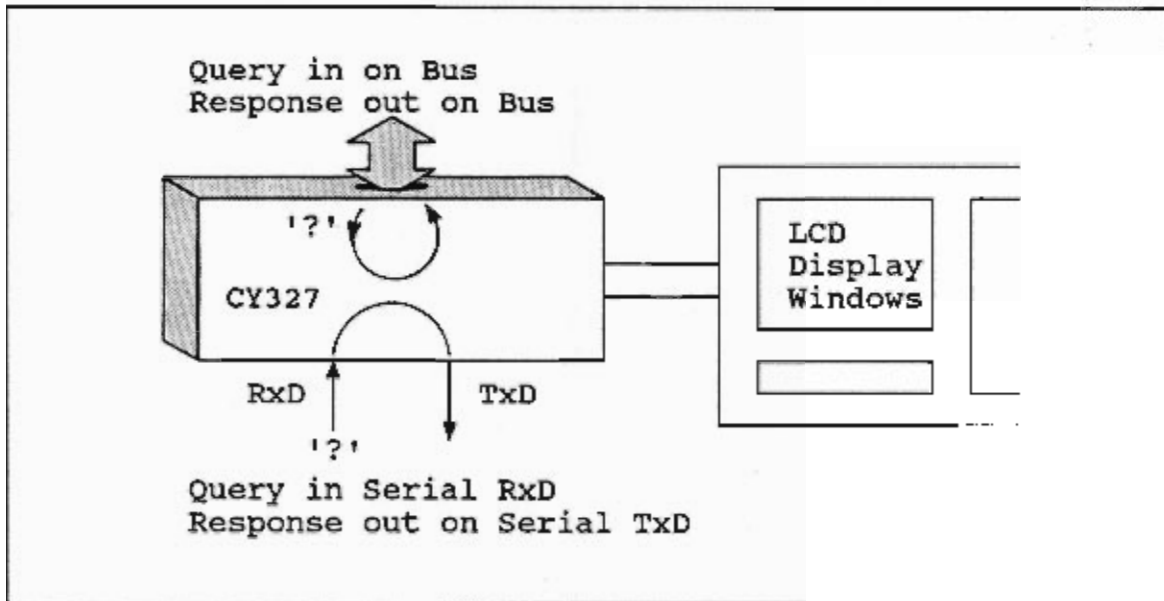 Query in on Bus
Response out on Bus
'?'
CY327
LCD
Display
Windows
RxD
TxD
'?'
Query in Serial RxD
Response out on Serial TxD